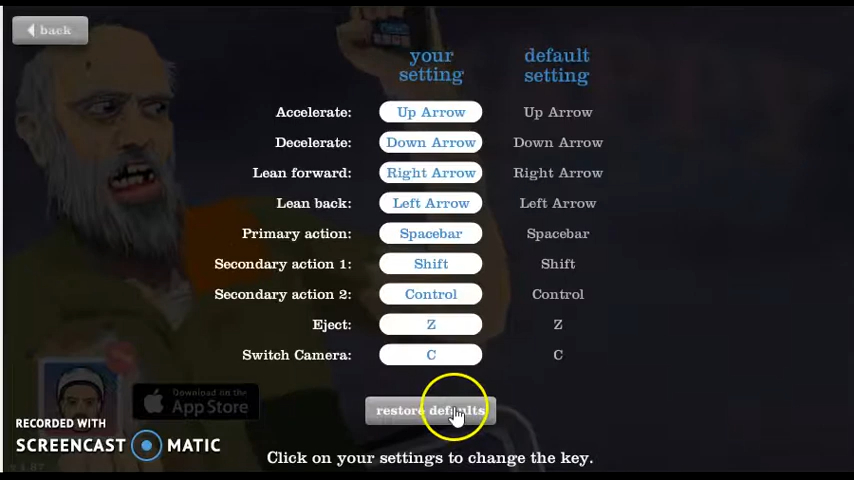 back
your setting
default setting
Accelerate: Up Arrow Up Arrow
Decelerate: Down Arrow Down Arrow
Lean forward: Right Arrow Right Arrow
Lean back: Left Arrow Left Arrow
Primary action: Spacebar Spacebar
Secondary action 1: Shift Shift
Secondary action 2: Control Control
Eject: Z Z
Switch Camera: C C
Download on the
App Store
restore defaults
RECORDED WITH
SCREENCAST MATIC
Click on your settings to change the key.